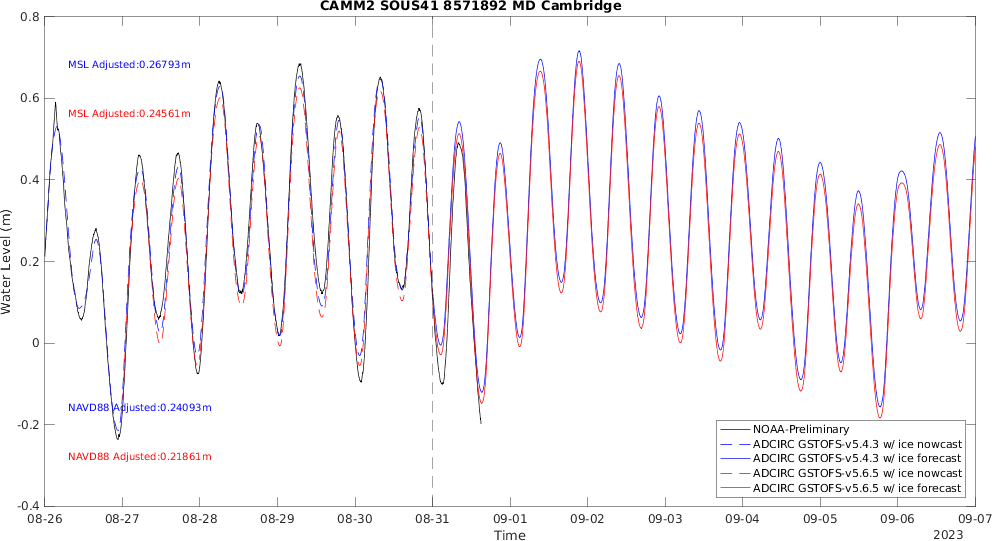 CAMM2 SOUS41 8571892 MD Cambridge
0.8
0.6
0.4
0.2
0
-0.2
-0.4
Water Level (m)
MSL Adjusted:0.26793m
MSL Adjusted:0.24561m
NAVD88 Adjusted:0.24093m
NAVD88 Adjusted:0.21861m
NOAA-Preliminary
ADCIRC GSTOFS-v5.4.3 w/ ice nowcast
ADCIRC GSTOFS-v5.4.3 w/ ice forecast
ADCIRC GSTOFS-v5.6.5 w/ ice nowcast
ADCIRC GSTOFS-v5.6.5 w/ ice forecast
08-26 08-27 08-28 08-29 08-30 08-31 09-01 09-02 09-03 09-04 09-05 09-06 09-07
Time
2023